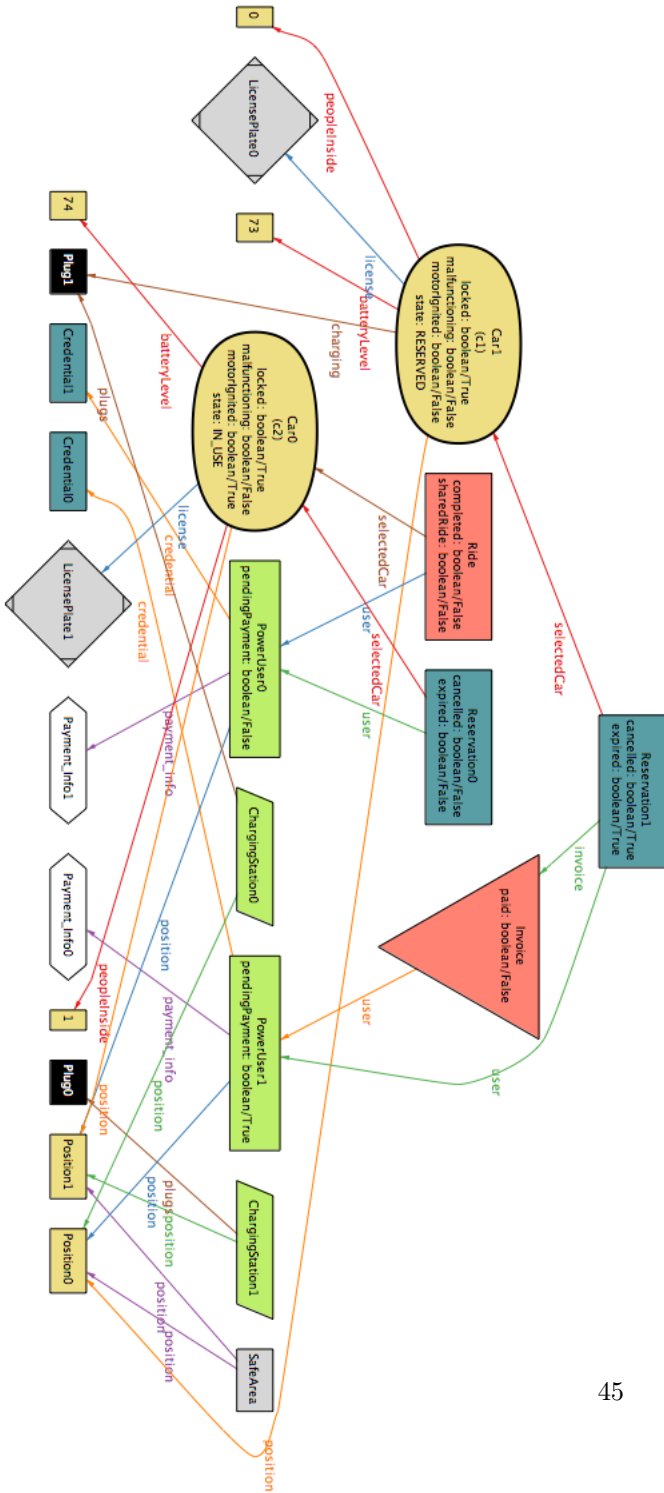 Reservation1
cancelled: boolean/True
expired: boolean/True
selectedCar
invoice
user
Car1
(c1)
locked: boolean/True
malfunctioning: boolean/False
motorIgnited: boolean/False
state: RESERVED
Ride
completed: boolean/False
sharedRide: boolean/False
Reservation0
cancelled: boolean/False
expired: boolean/False
Invoice
paid: boolean/False
peopleInside
license
batteryLevel
charging
selectedCar
user
selectedCar
user
user
position
0
LicensePlate0
73
Car0
(c2)
locked: boolean/True
malfunctioning: boolean/False
motorIgnited: boolean/True
state: IN_USE
PowerUser0
pendingPayment: boolean/False
ChargingStation0
PowerUser1
pendingPayment: boolean/True
ChargingStation1
SafeArea
batteryLevel
plugs
credential
license
credential
payment_info
position
peopleInside
payment_info
position
position
position
plugs
position
position
position
74
Plug1
Credential1
Credential0
LicensePlate1
Payment_Info1
Payment_Info0
1
Plug0
Position1
Position0
45